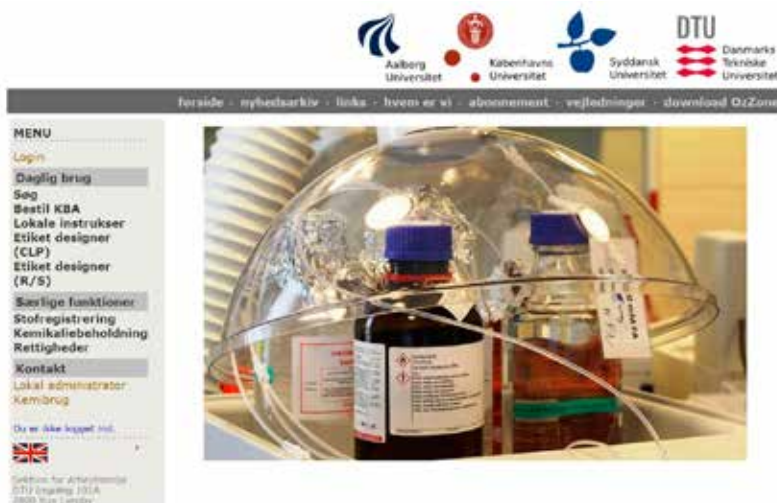 Aalborg
Universitet
Københavns
Universitet
Syddansk
Universitet
DTU
Danmarks
Tekniske
Universitet
forside - nyhedsarkiv - links - hvem er vi - abonnement - vejledninger - download OzZone
MENU
Login
Daglig brug
Søg
Bestil KBA
Lokale instrukser
Etiket designer
(CLP)
Etiket designer
(R/S)
Særlige funktioner
Stofregistrering
Kemikaliebeholdning
Rettigheder
Kontakt
Lokal administrator
Kemibrug
Du er ikke logget ind.